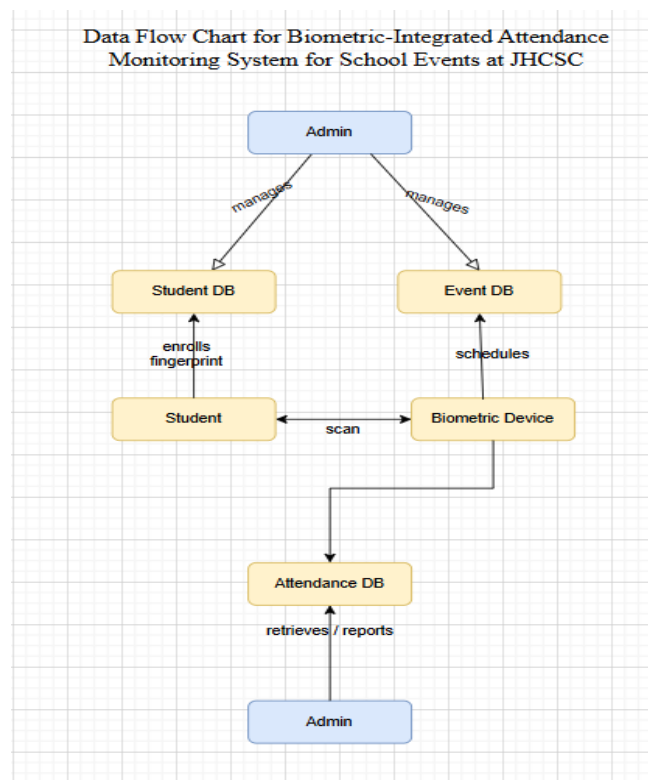 Data Flow Chart for Biometric-Integrated Attendance
Monitoring System for School Events at JHCSC
Admin
manages
manages
Student DB
Event DB
enrolls
fingerprint
schedules
Student
Biometric Device
scan
Attendance DB
retrieves / reports
Admin